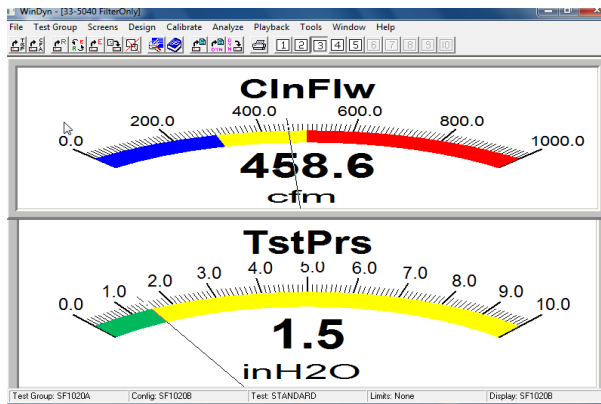 WinDyn - [33-5040 FilterOnly]
File Test Group Screens Design Calibrate Analyze Playback Tools Window Help
1 2 3 4 5 6 7 8 9 10
ClnFlw
0.0 200.0 400.0 600.0 800.0 1000.0
458.6
cfm
TstPrs
0.0 1.0 2.0 3.0 4.0 5.0 6.0 7.0 8.0 9.0 10.0
1.5
inH2O
Test Group: SF1020A Config: SF1020B Test: STANDARD Limits: None Display: SF1020B